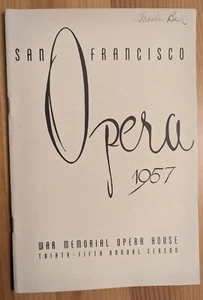 SAN FRANCISCO
Opera
1957
WAR MEMORIAL OPERA HOUSE
THIRTY-FIFTH ANNUAL SEASON